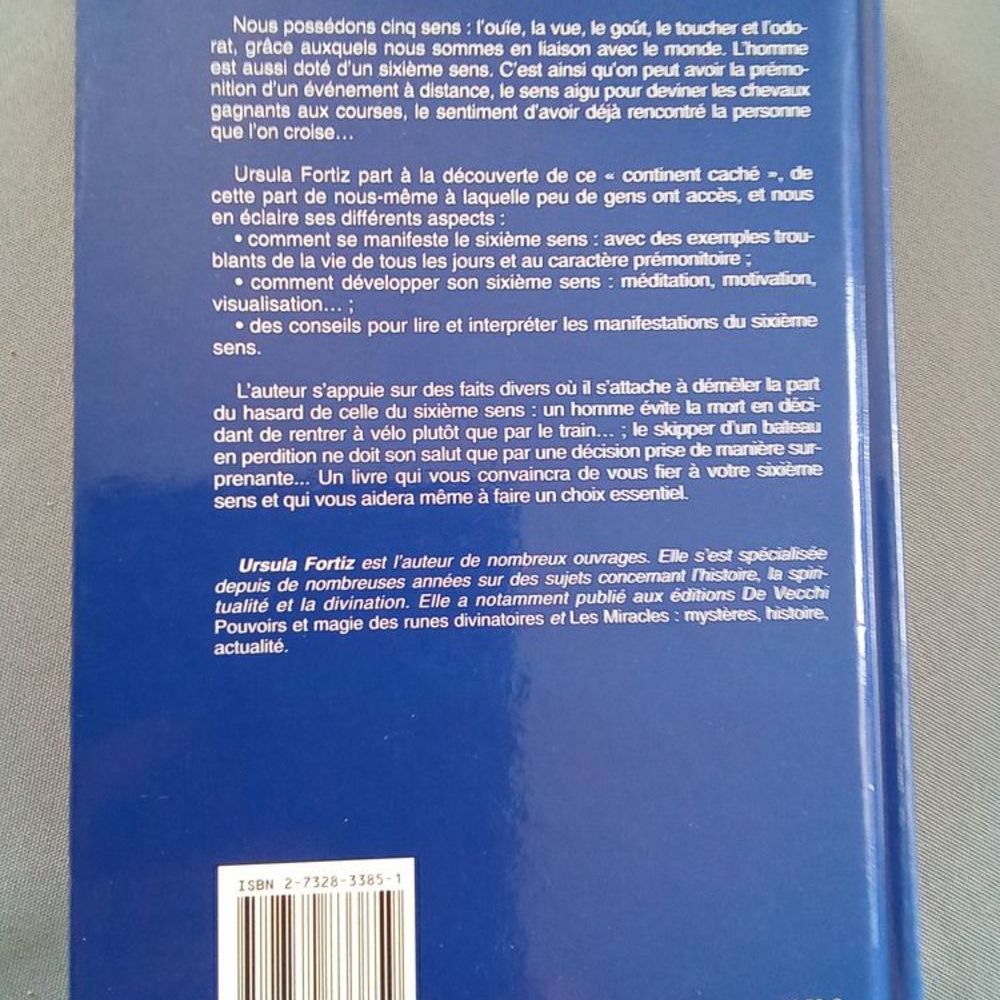 Nous possédons cinq sens : l'ouïe, la vue, le goût, le toucher et l'odo-
rat, grâce auxquels nous sommes en liaison avec le monde. L'homme
est aussi doté d'un sixième sens. C'est ainsi qu'on peut avoir la prémo-
nition d'un événement à distance, le sens aigu pour deviner les chevaux
gagnants aux courses, le sentiment d'avoir déjà rencontré la personne
que l'on croise...
Ursula Fortiz part à la découverte de ce « continent caché », de
cette part de nous-même à laquelle peu de gens ont accès, et nous
en éclaire ses différents aspects :
• comment se manifeste le sixième sens : avec des exemples trou-
blants de la vie de tous les jours et au caractère prémonitoire ;
• comment développer son sixième sens : méditation, motivation,
visualisation... ;
• des conseils pour lire et interpréter les manifestations du sixième
sens.
L'auteur s'appuie sur des faits divers où il s'attache à démêler la part
du hasard de celle du sixième sens : un homme évite la mort en déci-
dant de rentrer à vélo plutôt que par le train... ; le skipper d'un bateau
en perdition ne doit son salut que par une décision prise de manière sur-
prenante... Un livre qui vous convaincra de vous fier à votre sixième
sens et qui vous aidera même à faire un choix essentiel.
Ursula Fortiz est l'auteur de nombreux ouvrages. Elle s'est spécialisée
depuis de nombreuses années sur des sujets concernant l'histoire, la spiri-
tualité et la divination. Elle a notamment publié aux éditions De Vecchi
Pouvoirs et magie des runes divinatoires et Les Miracles : mystères, histoire,
actualité.
ISBN 2-7328-3385-1